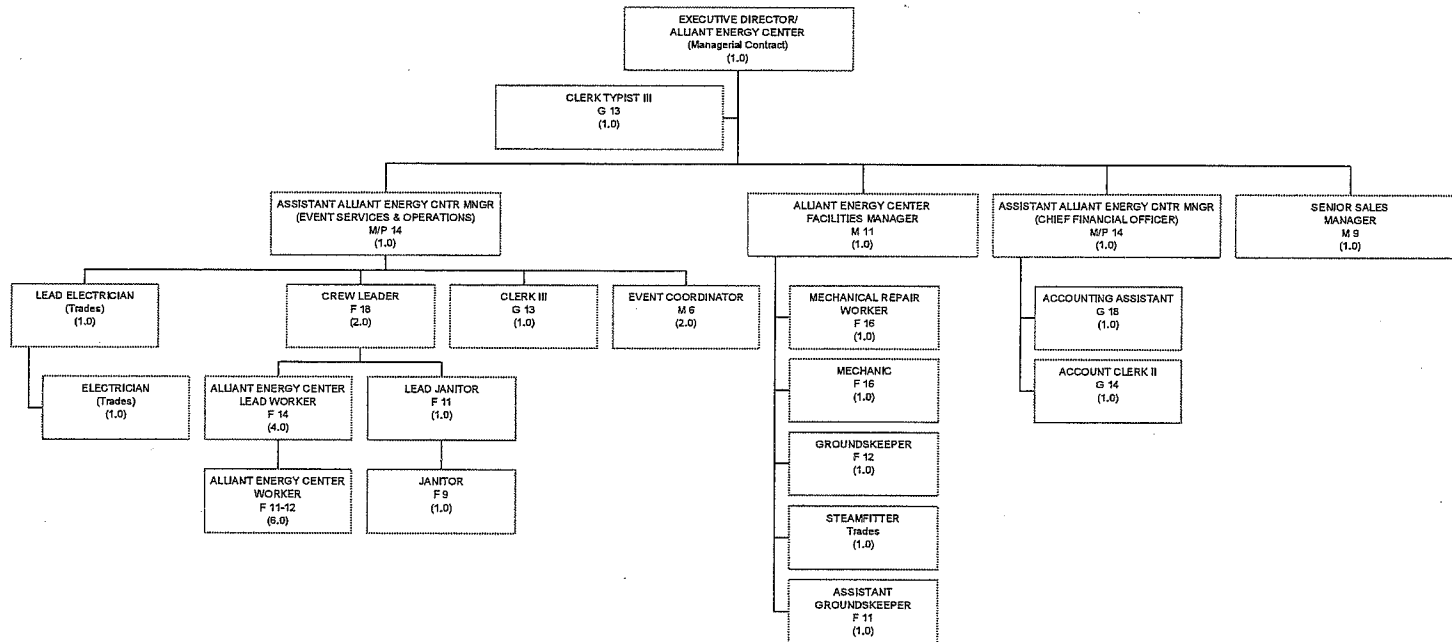 EXECUTIVE DIRECTOR/
ALLIANT ENERGY CENTER
(Managerial Contract)
(1.0)
CLERK TYPIST III
G 13
(1.0)
ASSISTANT ALLIANT ENERGY CNTR MNGR
(EVENT SERVICES & OPERATIONS)
M/P 14
(1.0)
ALLIANT ENERGY CENTER
FACILITIES MANAGER
M 11
(1.0)
ASSISTANT ALLIANT ENERGY CNTR MNGR
(CHIEF FINANCIAL OFFICER)
M/P 14
(1.0)
SENIOR SALES
MANAGER
M 9
(1.0)
LEAD ELECTRICIAN
(Trades)
(1.0)
CREW LEADER
F 18
(2.0)
CLERK III
G 13
(1.0)
EVENT COORDINATOR
M 6
(2.0)
ELECTRICIAN
(Trades)
(1.0)
ALLIANT ENERGY CENTER
LEAD WORKER
F 14
(4.0)
LEAD JANITOR
F 11
(1.0)
ALLIANT ENERGY CENTER
WORKER
F 11-12
(6.0)
JANITOR
F 9
(1.0)
MECHANICAL REPAIR
WORKER
F 16
(1.0)
MECHANIC
F 16
(1.0)
GROUNDSKEEPER
F 12
(1.0)
STEAMFITTER
Trades
(1.0)
ASSISTANT
GROUNDSKEEPER
F 11
(1.0)
ACCOUNTING ASSISTANT
G 18
(1.0)
ACCOUNT CLERK II
G 14
(1.0)